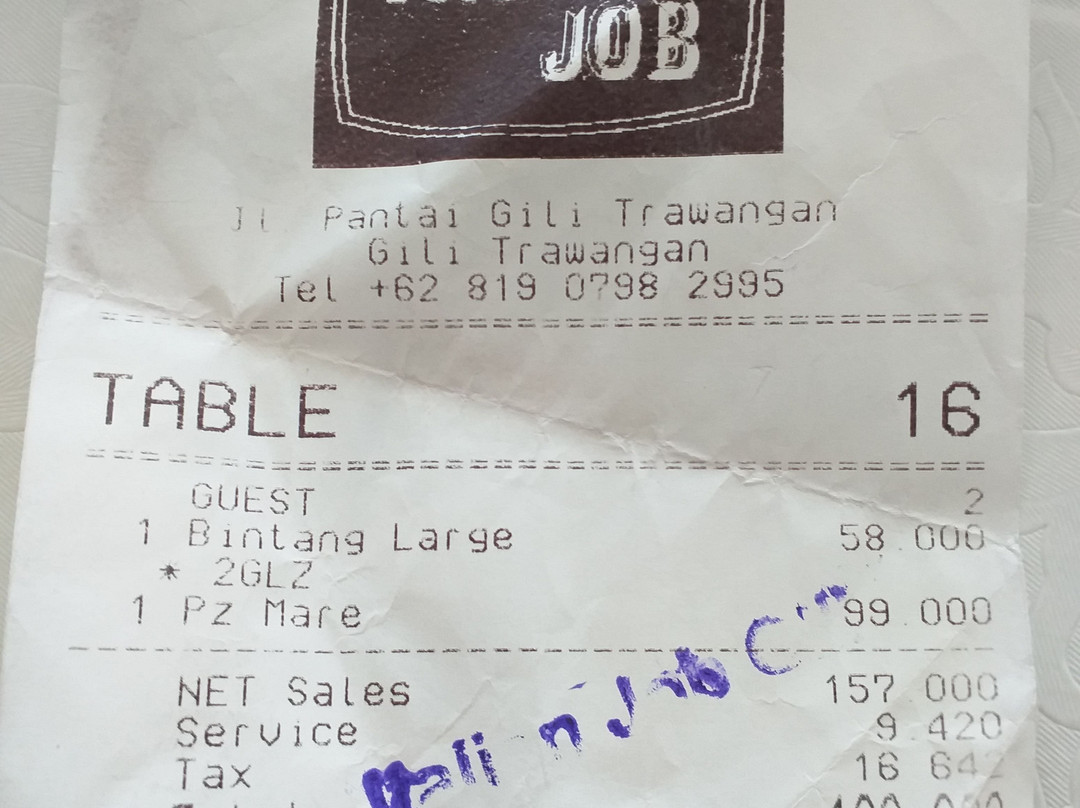 JOB
Jl. Pantai Gili Trawangan
Gili Trawangan
Tel +62 819 0798 2995
TABLE 16
GUEST 2
1 Bintang Large 58.000
* 2GLZ
1 Pz Mare 99.000
NET Sales 157.000
Service 9.420
Tax 16.642